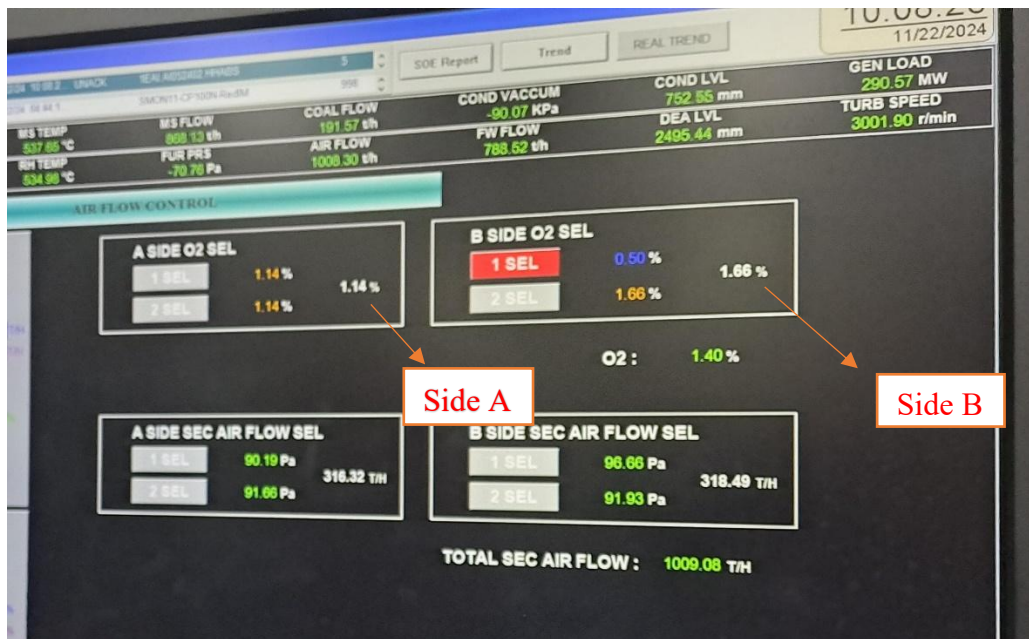 10:08:26
11/22/2024
UNACK
5
SOE Report
Trend
REAL TREND
998
MS TEMP
537.65 °C
MS FLOW
868.13 t/h
COAL FLOW
191.57 t/h
COND VACCUM
-90.07 KPa
COND LVL
752.55 mm
GEN LOAD
290.57 MW
RH TEMP
534.98 °C
FUR PRS
-70.76 Pa
AIR FLOW
1008.30 t/h
FW FLOW
788.52 t/h
DEA LVL
2495.44 mm
TURB SPEED
3001.90 r/min
AIR FLOW CONTROL
A SIDE O2 SEL
1 SEL 1.14 %
1.14 %
2 SEL 1.14 %
B SIDE O2 SEL
1 SEL 0.50 %
1.66 %
2 SEL 1.66 %
O2 : 1.40 %
Side A
Side B
A SIDE SEC AIR FLOW SEL
1 SEL 90.19 Pa
316.32 T/H
2 SEL 91.66 Pa
B SIDE SEC AIR FLOW SEL
1 SEL 96.66 Pa
318.49 T/H
2 SEL 91.93 Pa
TOTAL SEC AIR FLOW : 1009.08 T/H